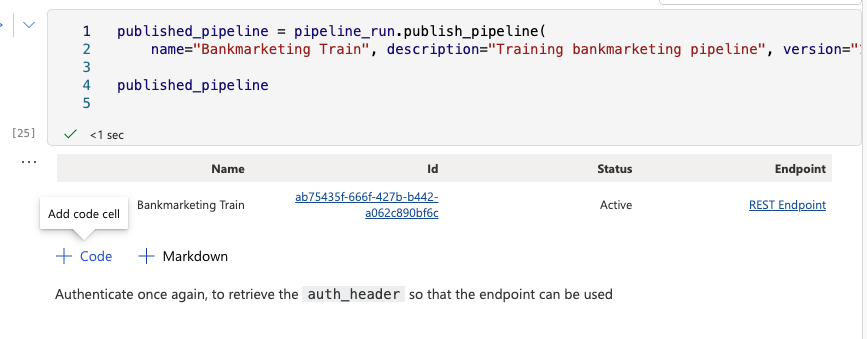 1 published_pipeline = pipeline_run.publish_pipeline(
2 name="Bankmarketing Train", description="Training bankmarketing pipeline", version=
3
4 published_pipeline
5
[25] <1 sec
...
Name Id Status Endpoint
Bankmarketing Train ab75435f-666f-427b-b442-a062c890bf6c Active REST Endpoint
Add code cell
+ Code + Markdown
Authenticate once again, to retrieve the auth_header so that the endpoint can be used